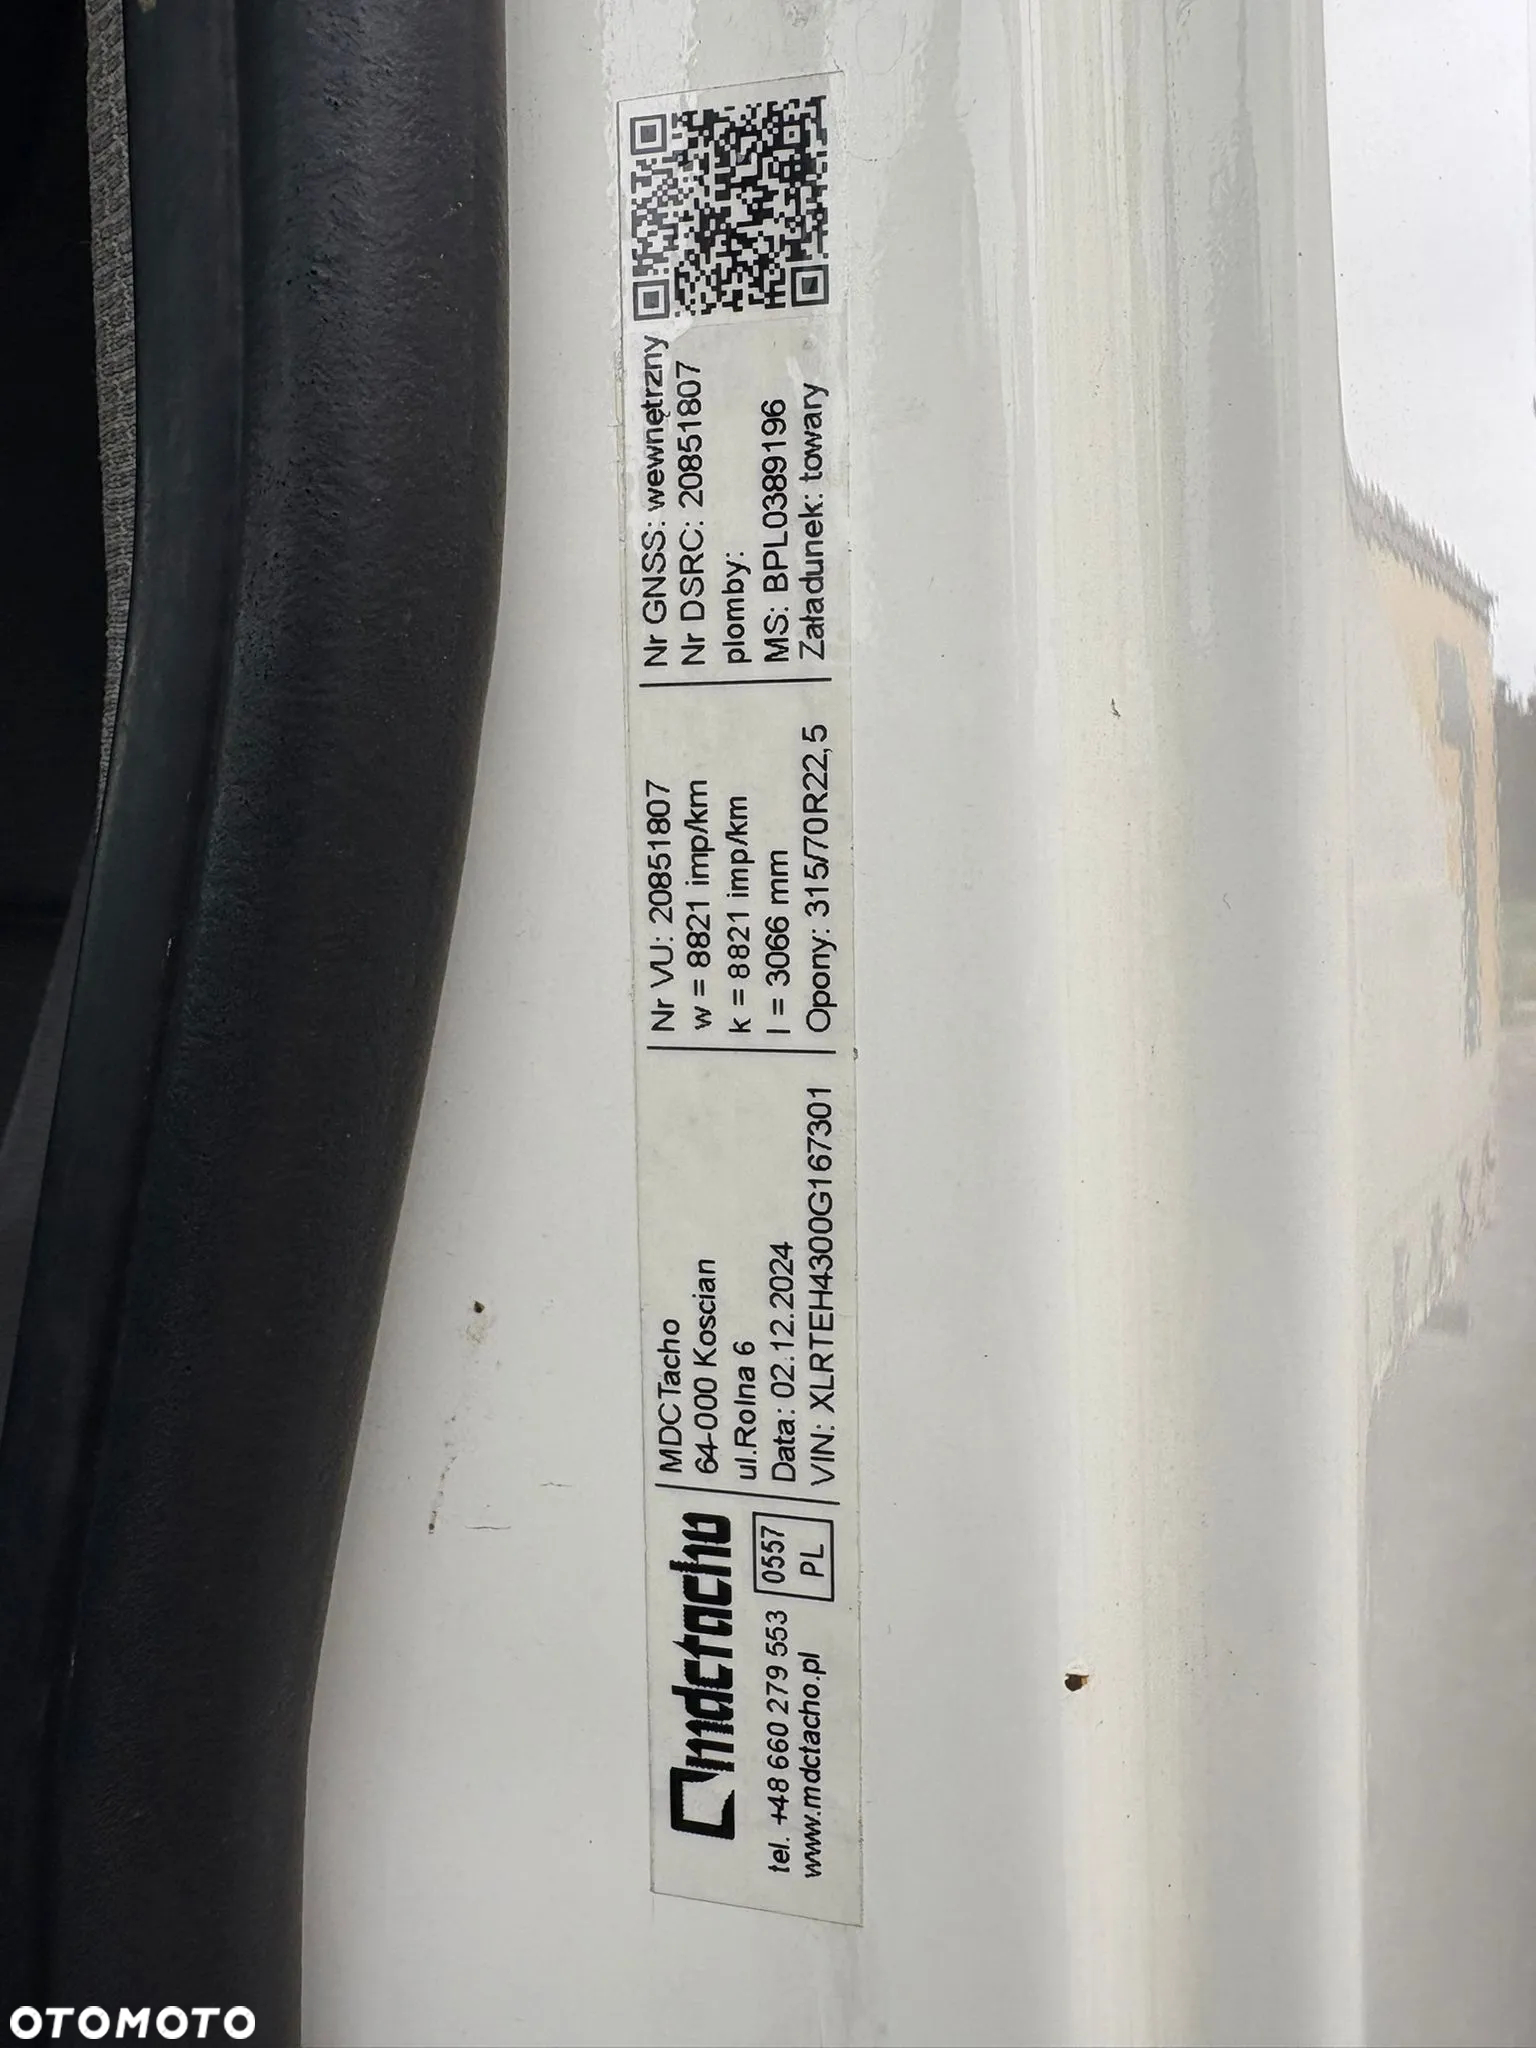 mdctacho
tel. +48 660 279 553
www.mdctacho.pl
0557
PL
MDCTacho
64-000 Koscian
ul.Rolna 6
Data: 02.12.2024
VIN: XLRTEH4300G167301
Nr VU: 20851807
w = 8821 imp/km
k = 8821 imp/km
l = 3066 mm
Opony: 315/70R22,5
Nr GNSS: wewnętrzny
Nr DSRC: 20851807
plomby:
MS: BPL0389196
Załadunek: towary
OTOMOTO